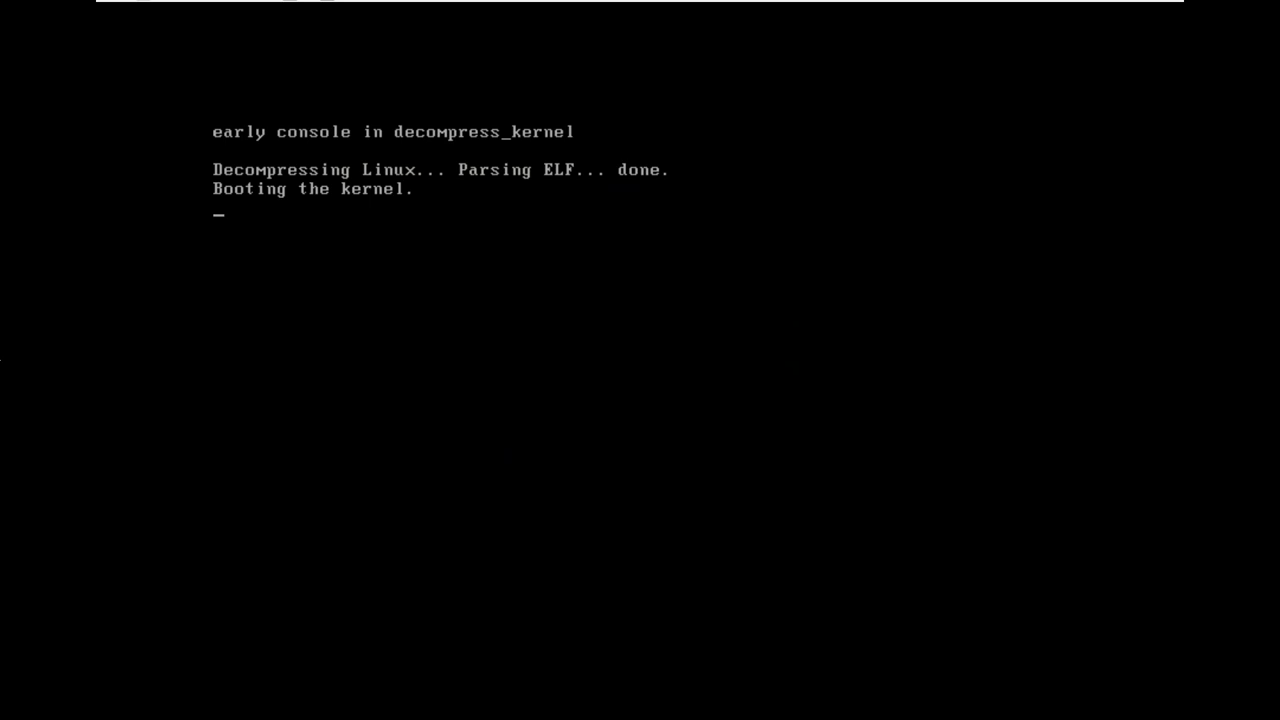 early console in decompress_kernel
Decompressing Linux... Parsing ELF... done.
Booting the kernel.